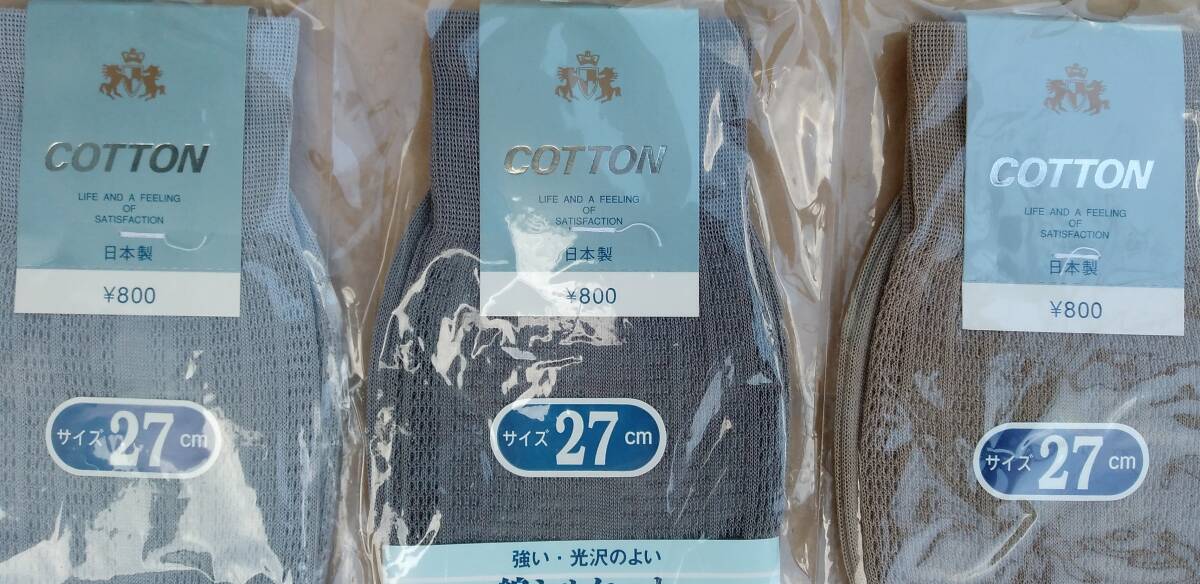 COTTON
LIFE AND A FEELING
OF
SATISFACTION
日本製
¥800
サイズ 27 cm
COTTON
LIFE AND A FEELING
OF
SATISFACTION
日本製
¥800
サイズ 27 cm
強い・光沢のよい
COTTON
LIFE AND A FEELING
OF
SATISFACTION
日本製
¥800
サイズ 27 cm